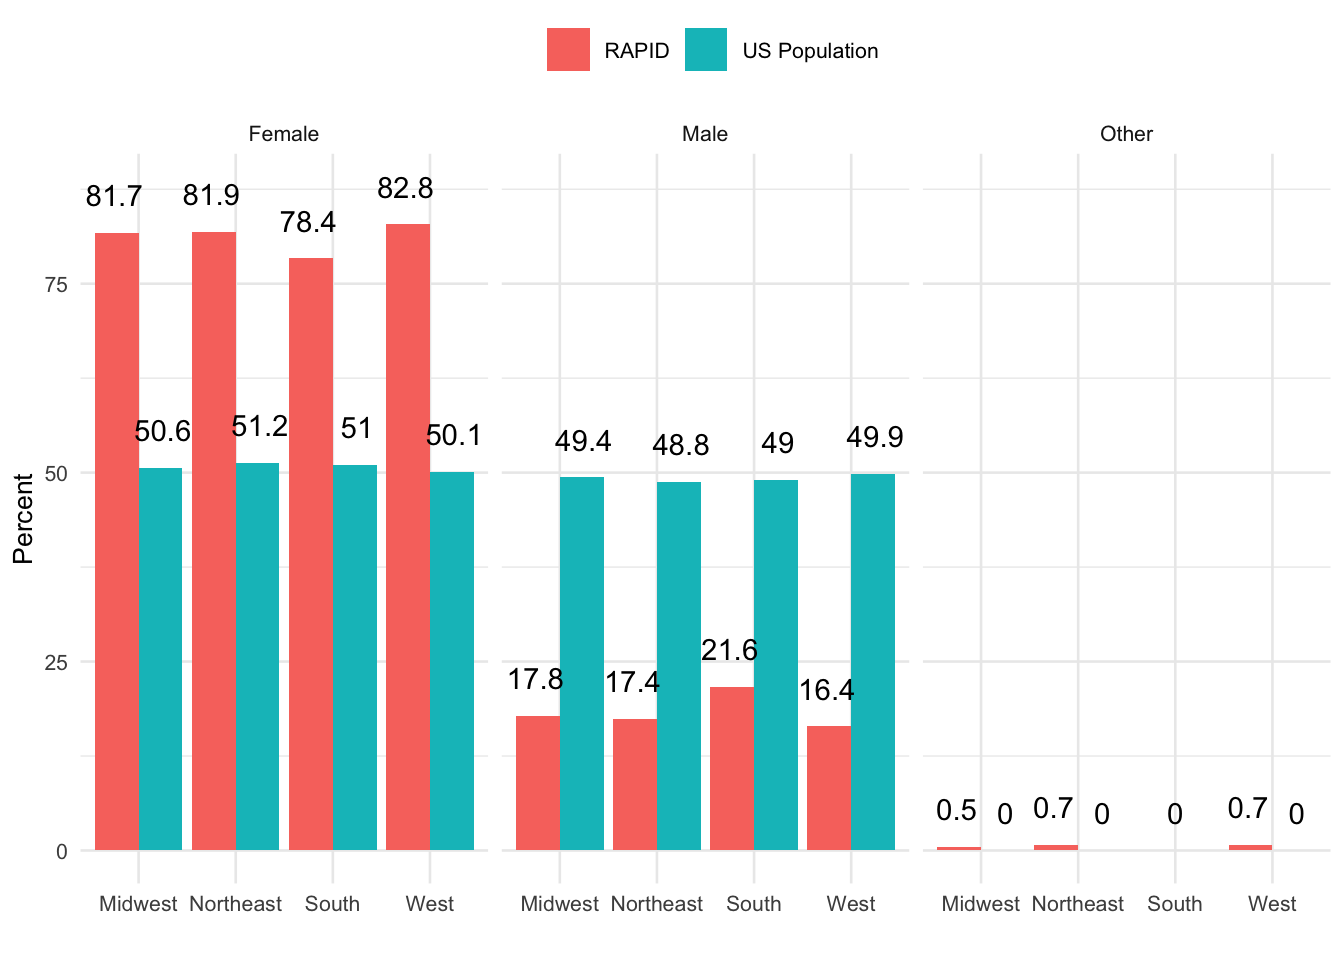 RAPID US Population
Female Male Other
81.7 81.9 78.4 82.8
50.6 51.2 51 50.1
49.4 48.8 49 49.9
17.8 17.4 21.6 16.4
0.5 0 0.7 0 0 0.7 0
75
50
25
0
Percent
Midwest Northeast South West Midwest Northeast South West Midwest Northeast South West